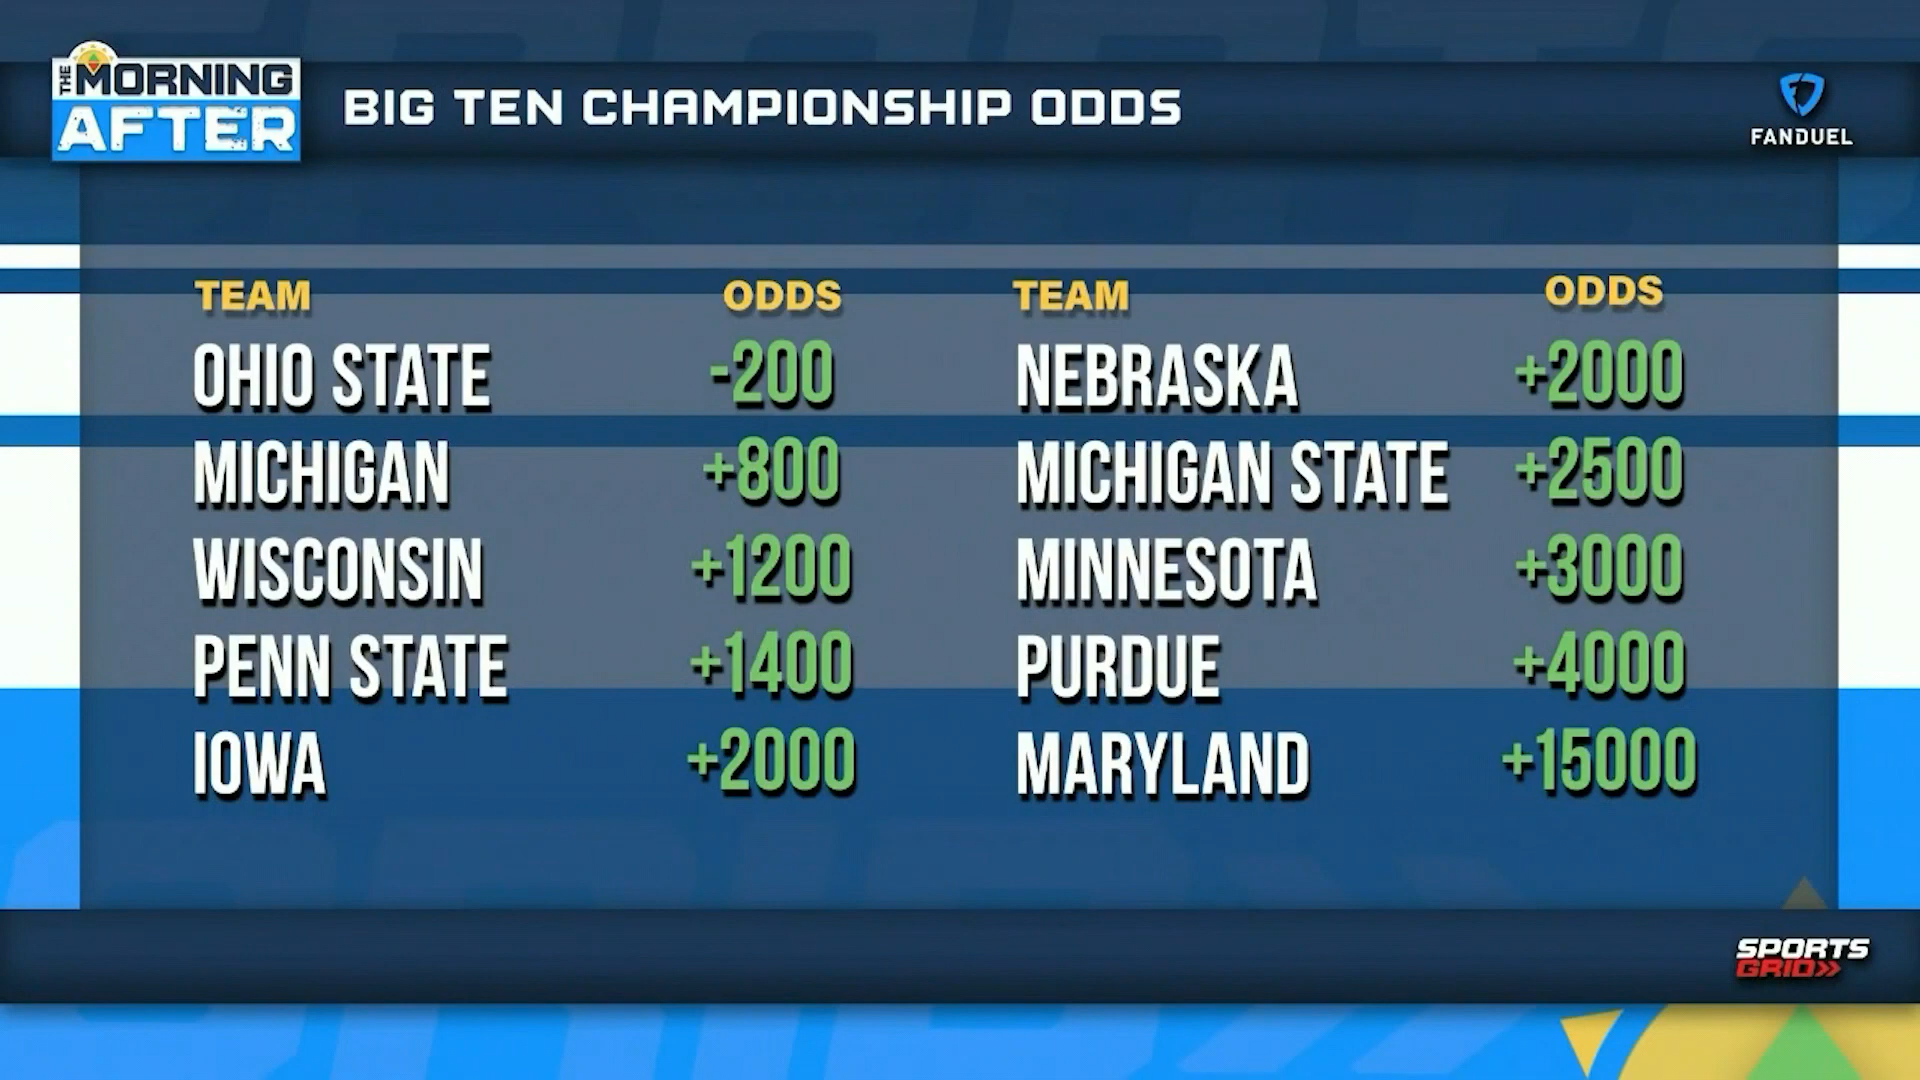 THE MORNING
AFTER
BIG TEN CHAMPIONSHIP ODDS
FANDUEL
TEAM ODDS TEAM ODDS
OHIO STATE -200 NEBRASKA +2000
MICHIGAN +800 MICHIGAN STATE +2500
WISCONSIN +1200 MINNESOTA +3000
PENN STATE +1400 PURDUE +4000
IOWA +2000 MARYLAND +15000
SPORTS
GRID